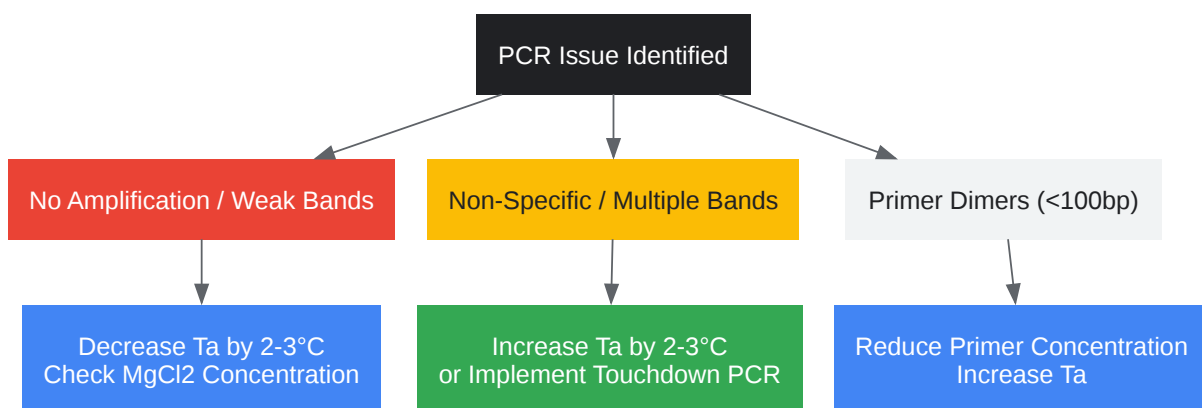 PCR Issue Identified
No Amplification / Weak Bands
Non-Specific / Multiple Bands
Primer Dimers (<100bp)
Decrease Ta by 2-3°C
Check MgCl2 Concentration
Increase Ta by 2-3°C
or Implement Touchdown PCR
Reduce Primer Concentration
Increase Ta